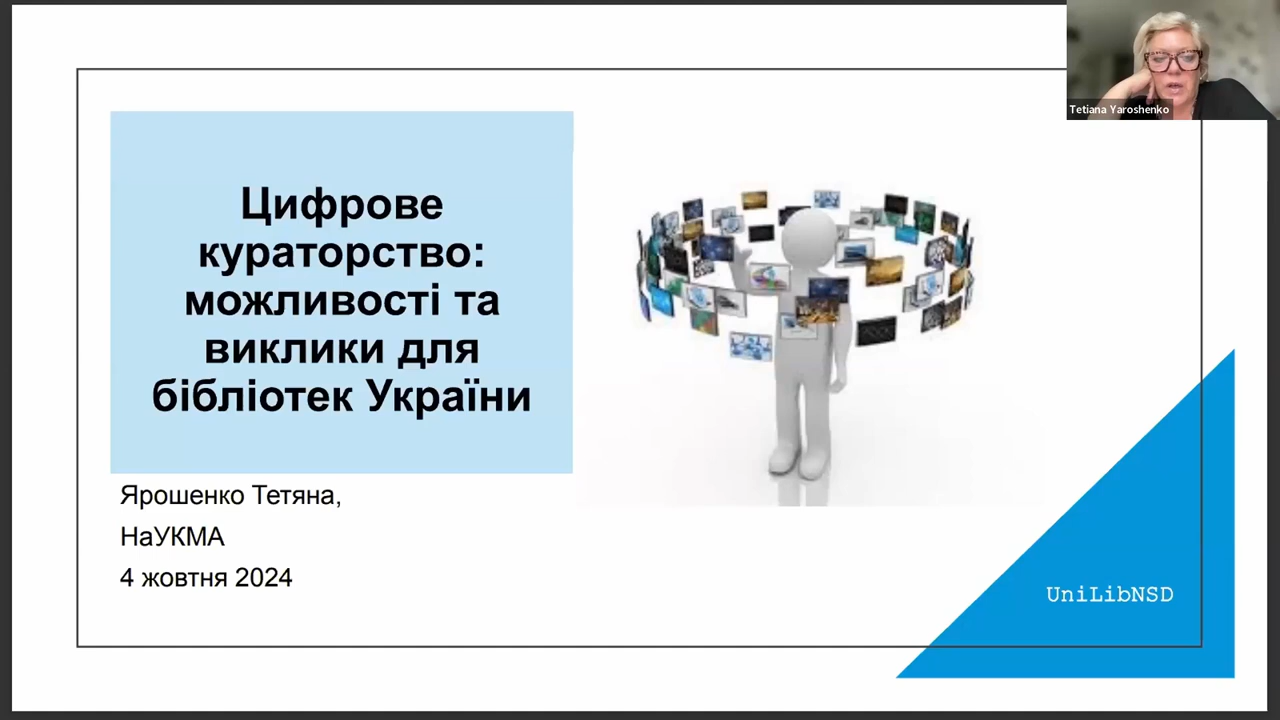 Tetiana Yaroshenko
Цифрове
кураторство:
можливості та
виклики для
бібліотек України
Ярошенко Тетяна,
НаУКМА
4 жовтня 2024
UniLibNSD